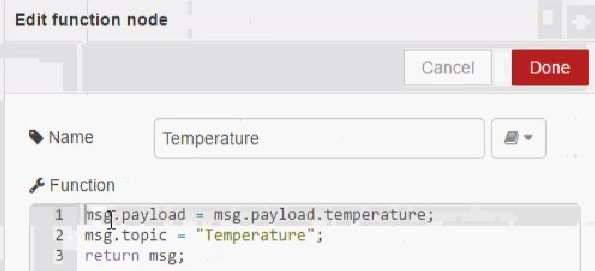 Edit function node
Cancel
Done
Name
Temperature
Function
1 msg.payload = msg.payload.temperature;
2 msg.topic = "Temperature";
3 return msg;